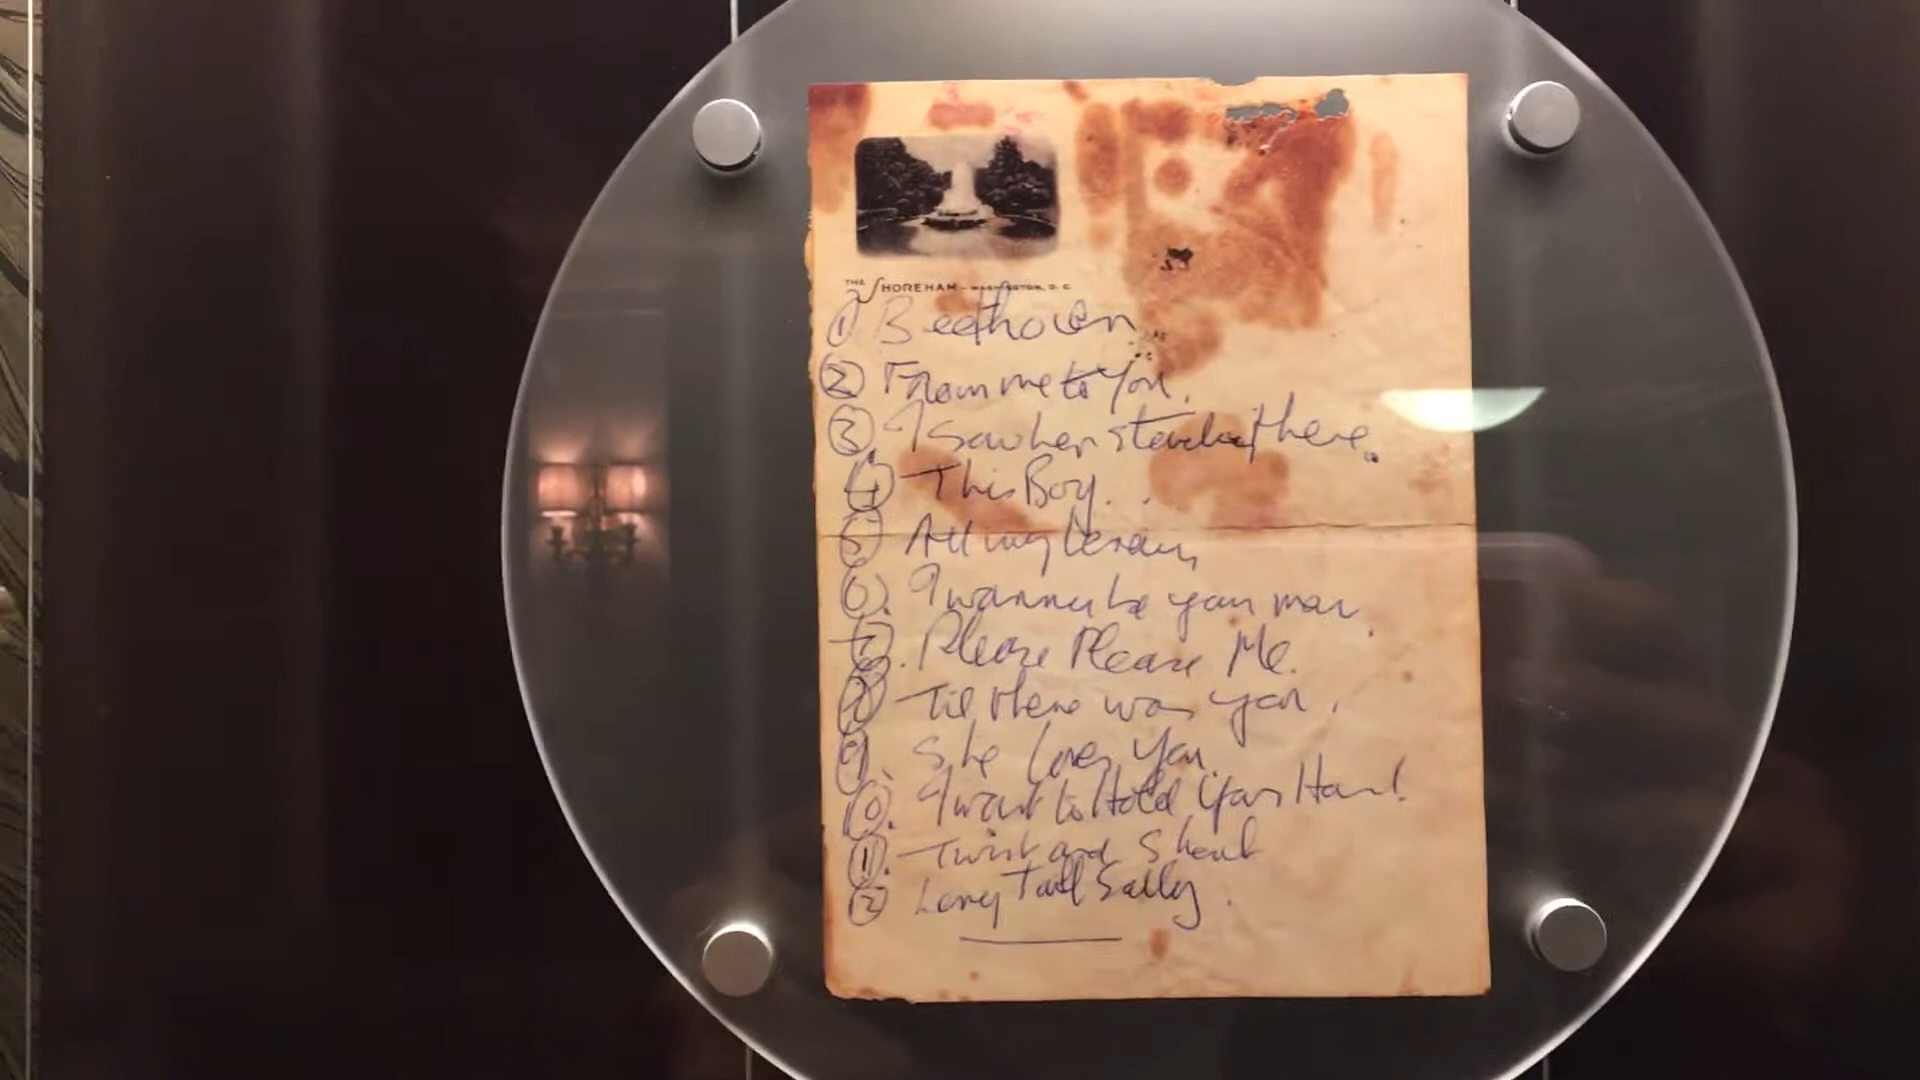 THE SHOREHAM - WASHINGTON, D. C.
① Beethoven
② From me to You.
③ I saw her standing there.
④ This Boy..
⑤ All my Loving
⑥. I wanna be your man.
⑦. Please Please Me.
⑧ Till there was you.
⑨. She loves You
⑩. I want to Hold Your Hand!
⑪. Twist and Shout
⑫ Long Tall Sally.